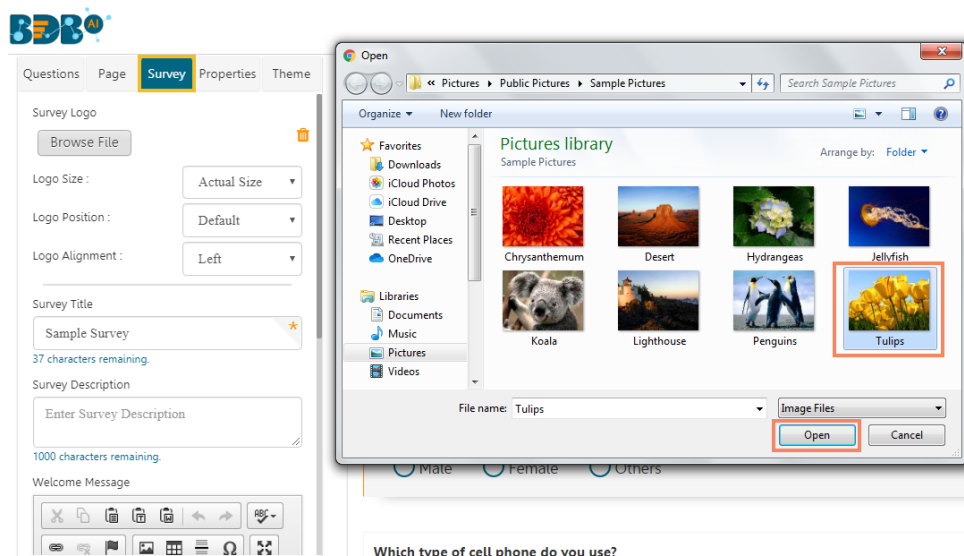 BDB AI
Questions Page Survey Properties Theme
Survey Logo
Browse File
Logo Size : Actual Size
Logo Position : Default
Logo Alignment : Left
Survey Title
Sample Survey *
37 characters remaining.
Survey Description
Enter Survey Description
1000 characters remaining.
Welcome Message
ABC
Ω
Open
« Pictures Public Pictures Sample Pictures Search Sample Pictures
Organize New folder
Favorites
Downloads
iCloud Photos
iCloud Drive
Desktop
Recent Places
OneDrive
Libraries
Documents
Music
Pictures
Videos
Pictures library
Sample Pictures
Arrange by: Folder
Chrysanthemum Desert Hydrangeas Jellyfish
Koala Lighthouse Penguins Tulips
File name: Tulips Image Files
Open Cancel
Male Female Others
Which type of cell phone do you use?